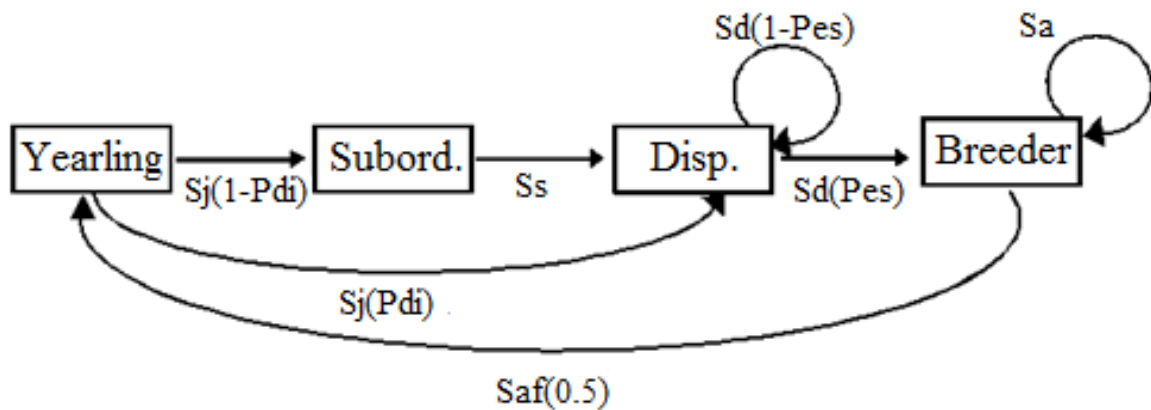 Sd(1-Pes)
Sa
Yearling
Subord.
Disp.
Breeder
Sj(1-Pdi)
Ss
Sd(Pes)
Sj(Pdi)
Saf(0.5)